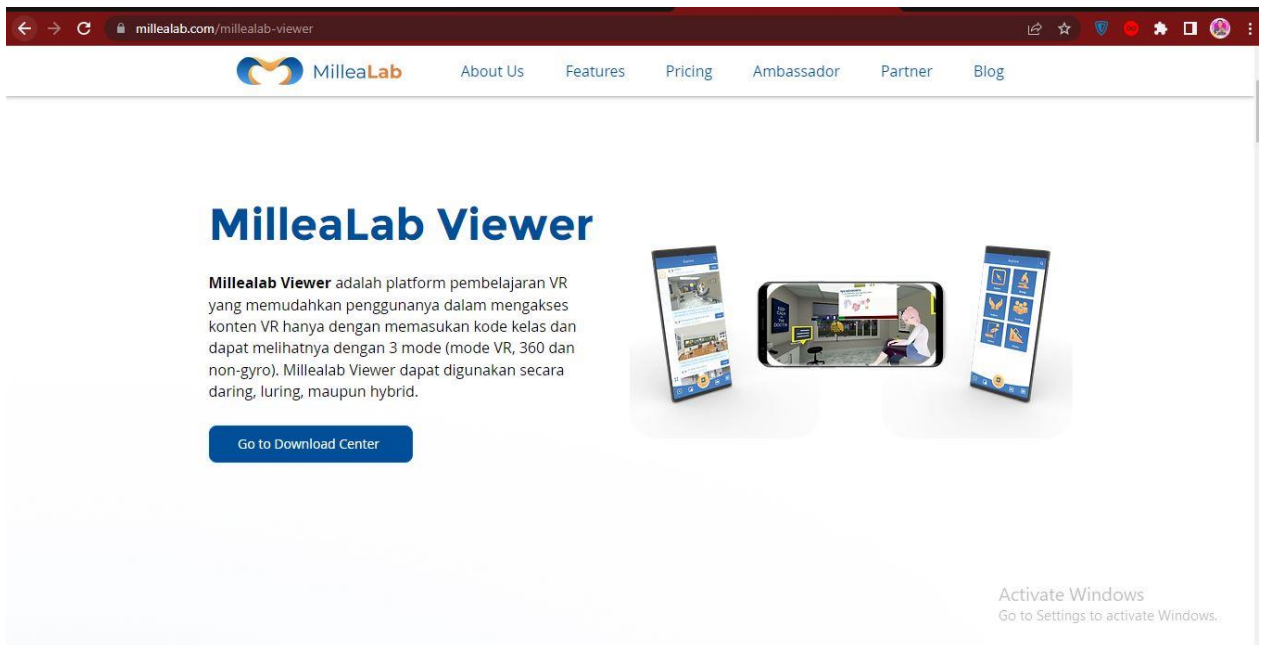 millealab.com/millealab-viewer
MilleaLab
About Us
Features
Pricing
Ambassador
Partner
Blog
MilleaLab Viewer
Millealab Viewer adalah platform pembelajaran VR
yang memudahkan penggunanya dalam mengakses
konten VR hanya dengan memasukan kode kelas dan
dapat melihatnya dengan 3 mode (mode VR, 360 dan
non-gyro). Millealab Viewer dapat digunakan secara
daring, luring, maupun hybrid.
Go to Download Center
Activate Windows
Go to Settings to activate Windows.